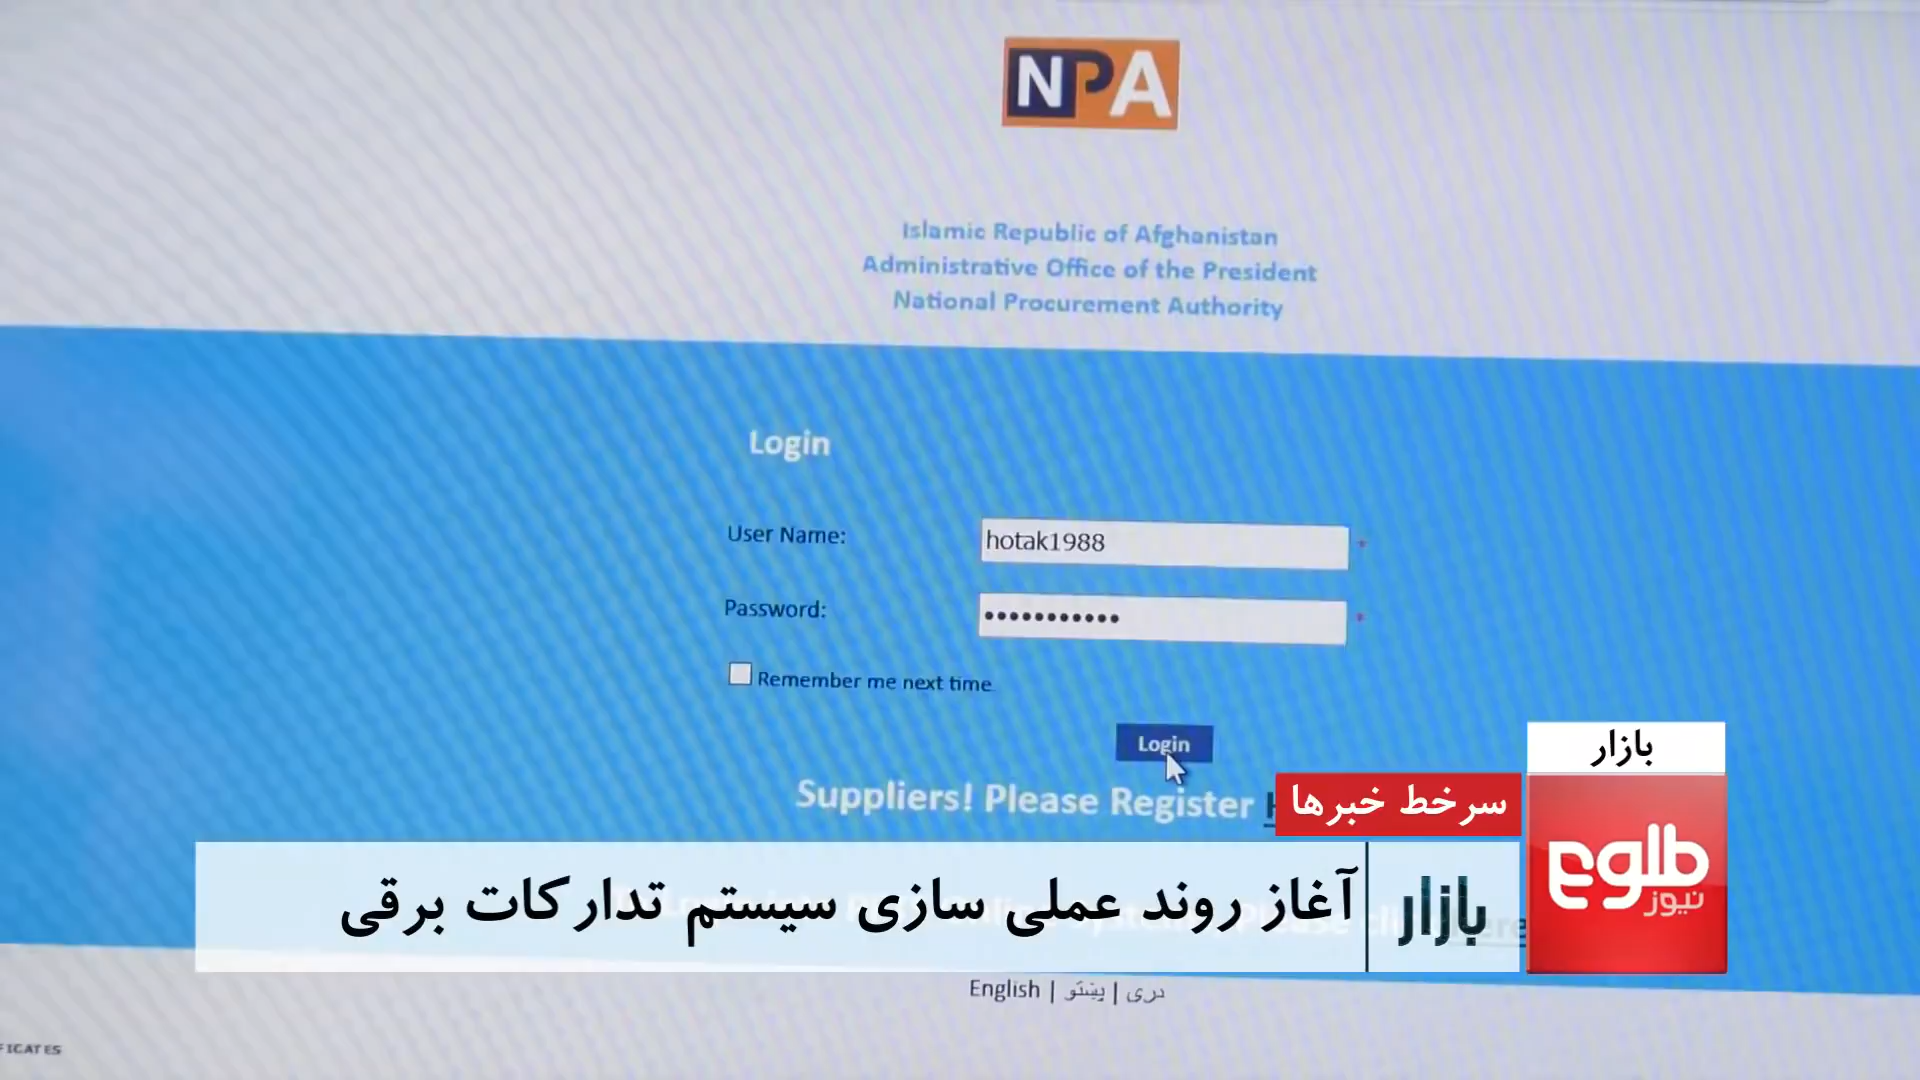 NPA
Islamic Republic of Afghanistan
Administrative Office of the President
National Procurement Authority
Login
User Name:
hotak1988
*
Password:
•••••••••••
*
Remember me next time
Login
Suppliers! Please Register
بازار
سرخط خبرها
طلوع
نیوز
بازار
آغاز روند عملی سازی سیستم تدارکات برقی
English | پښتو | دری